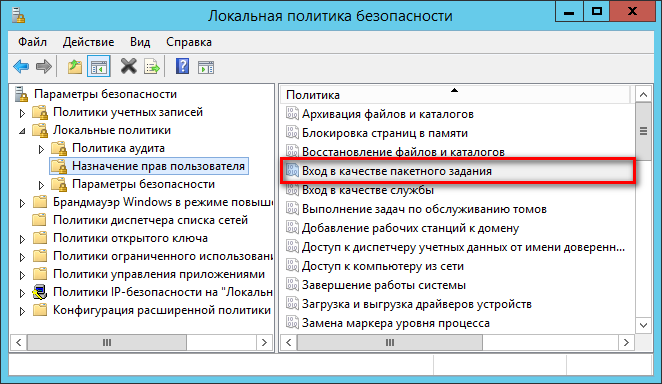 Локальная политика безопасности
Файл Действие Вид Справка
Параметры безопасности
Политики учетных записей
Локальные политики
Политика аудита
Назначение прав пользователя
Параметры безопасности
Брандмауэр Windows в режиме повыше
Политики диспетчера списка сетей
Политики открытого ключа
Политики ограниченного использован
Политики управления приложениями
Политики IP-безопасности на "Локальн
Конфигурация расширенной политики
Политика
Архивация файлов и каталогов
Блокировка страниц в памяти
Восстановление файлов и каталогов
Вход в качестве пакетного задания
Вход в качестве службы
Выполнение задач по обслуживанию томов
Добавление рабочих станций к домену
Доступ к диспетчеру учетных данных от имени доверенн...
Доступ к компьютеру из сети
Завершение работы системы
Загрузка и выгрузка драйверов устройств
Замена маркера уровня процесса